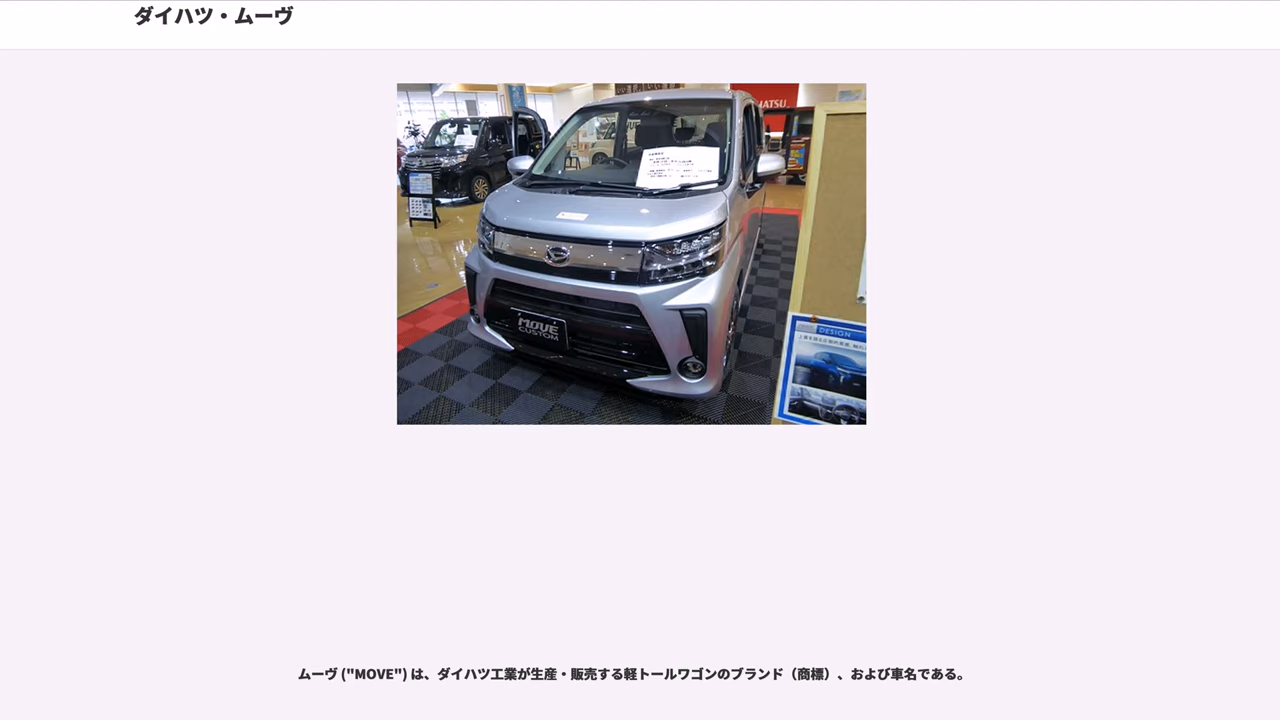 ダイハツ・ムーヴ
HATSU
MOVE
CUSTOM
DESIGN
ムーヴ ("MOVE") は、ダイハツ工業が生産・販売する軽トールワゴンのブランド（商標）、および車名である。